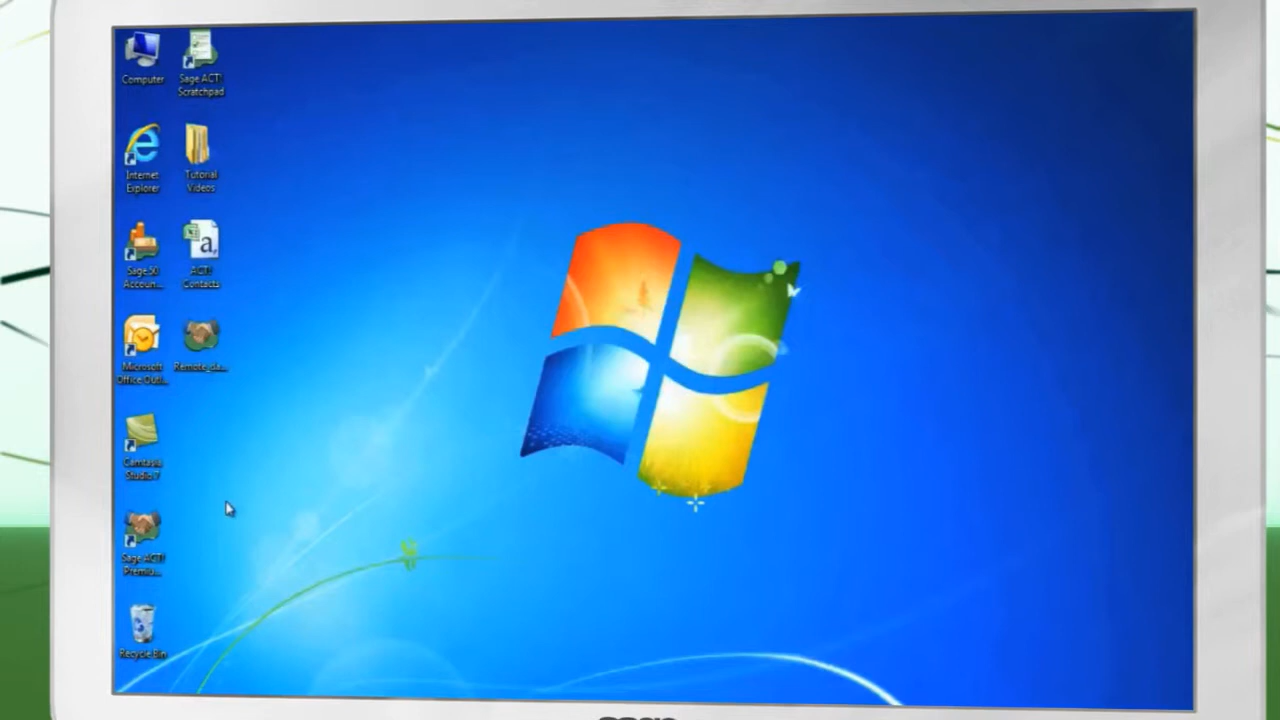 Computer
Sage ACT!
Scratchpad
Internet
Explorer
Tutorial
Videos
Sage 50
Accoun...
ACT!
Contacts
Microsoft
Office Outl...
Remote_da...
Camtasia
Studio 7
Sage ACT!
Premiu...
Recycle Bin